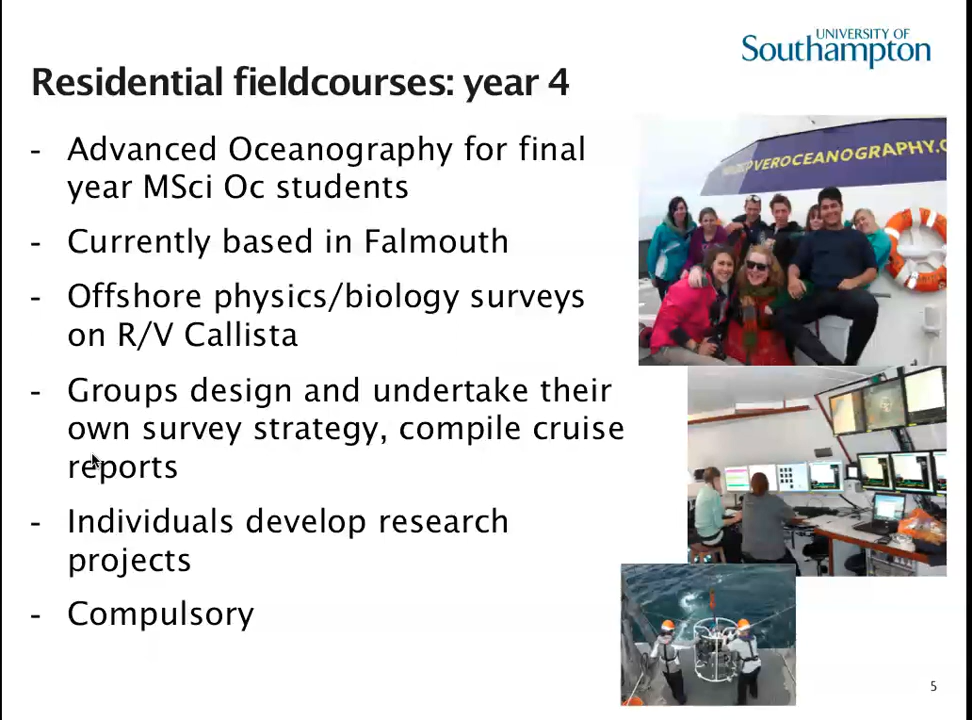 UNIVERSITY OF
Southampton
Residential fieldcourses: year 4
- Advanced Oceanography for final
year MSci Oc students
- Currently based in Falmouth
- Offshore physics/biology surveys
on R/V Callista
- Groups design and undertake their
own survey strategy, compile cruise
reports
- Individuals develop research
projects
- Compulsory
5